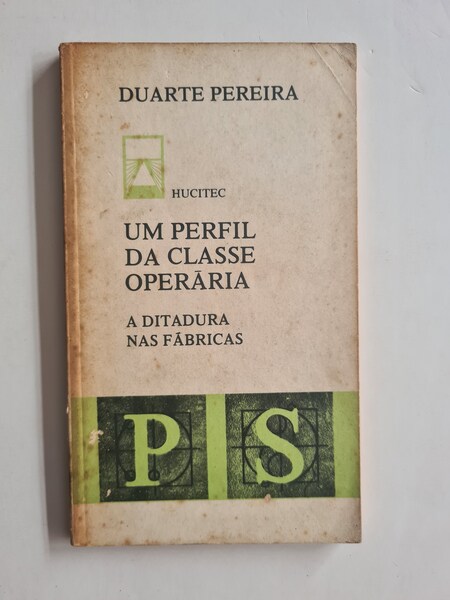 DUARTE PEREIRA
HUCITEC
UM PERFIL
DA CLASSE
OPERÁRIA
A DITADURA
NAS FÁBRICAS
P S